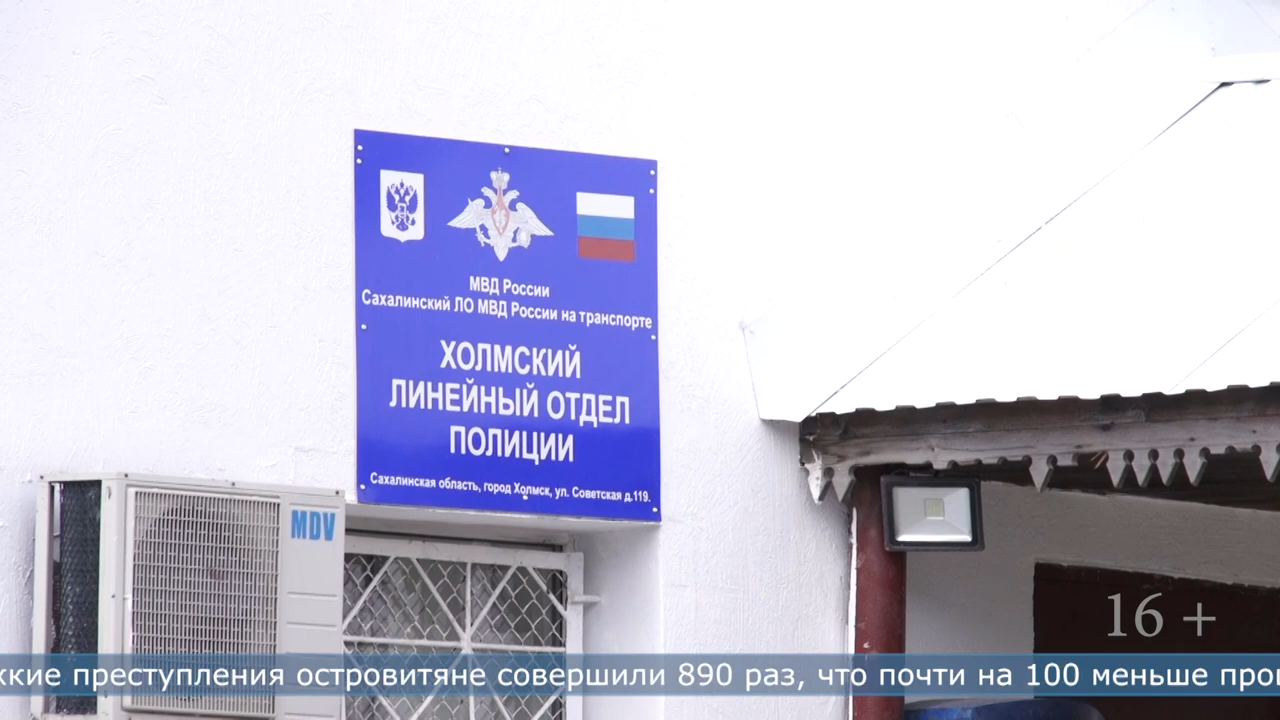 МВД России
Сахалинский ЛО МВД России на транспорте
ХОЛМСКИЙ
ЛИНЕЙНЫЙ ОТДЕЛ
ПОЛИЦИИ
Сахалинская область, город Холмск, ул. Советская д.119.
MDV
16 +
преступления островитяне совершили 890 раз, что почти на 100 меньше